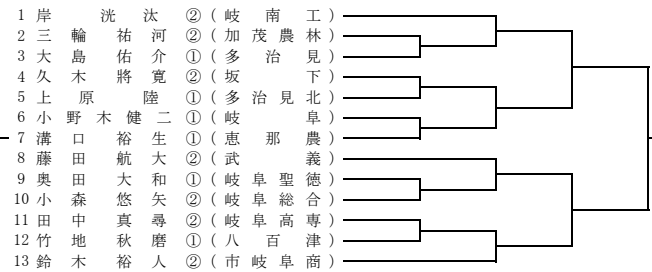 1 岸 洸 汰 ② ( 岐 南 工 )
2 三 輪 祐 河 ② ( 加 茂 農 林 )
3 大 島 佑 介 ① ( 多 治 見 )
4 久 木 將 寛 ② ( 坂 下 )
5 上 原 陸 ① ( 多 治 見 北 )
6 小 野 木 健 二 ① ( 岐 阜 )
7 溝 口 裕 生 ① ( 恵 那 農 )
8 藤 田 航 大 ② ( 武 義 )
9 奥 田 大 和 ① ( 岐 阜 聖 徳 )
10 小 森 悠 矢 ② ( 岐 阜 総 合 )
11 田 中 真 尋 ② ( 岐 阜 高 専 )
12 竹 地 秋 磨 ① ( 八 百 津 )
13 鈴 木 裕 人 ② ( 市 岐 阜 商 )